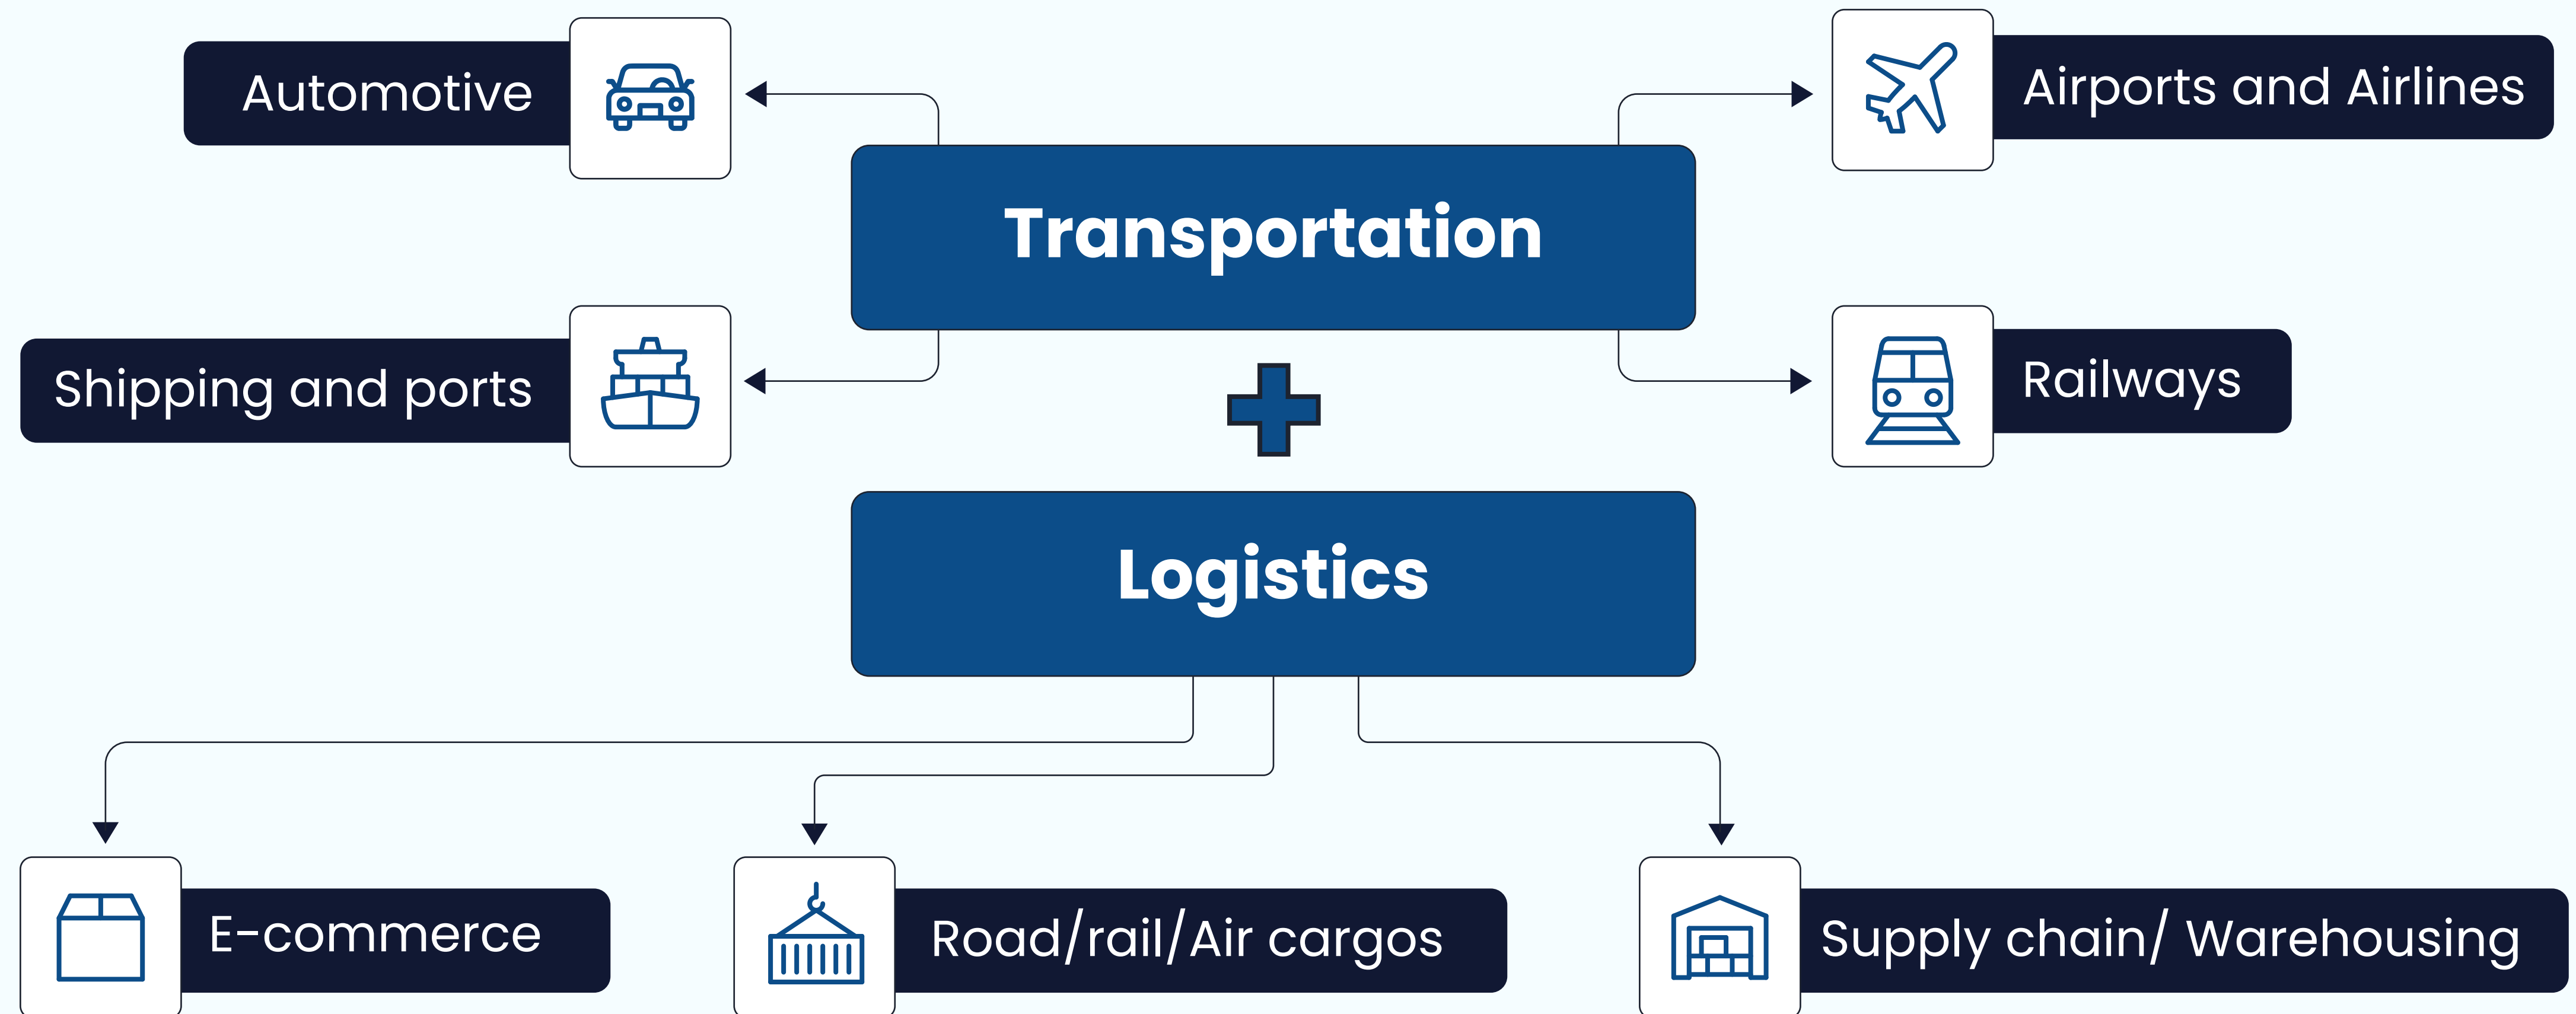 Automotive
Airports and Airlines
Transportation
Shipping and ports
Railways
Logistics
E-commerce
Road/rail/Air cargos
Supply chain/ Warehousing